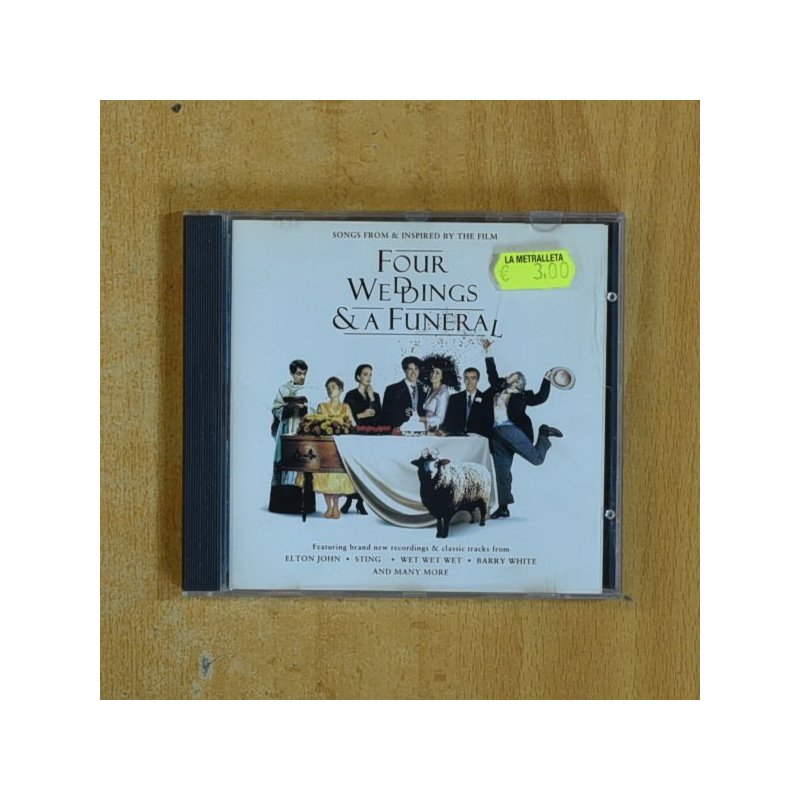 SONGS FROM & INSPIRED BY THE FILM
FOUR
WEDDINGS
& A FUNERAL
LA METRALLETA
€ 3,00
Featuring brand new recordings & classic tracks from
ELTON JOHN • STING • WET WET WET • BARRY WHITE
AND MANY MORE